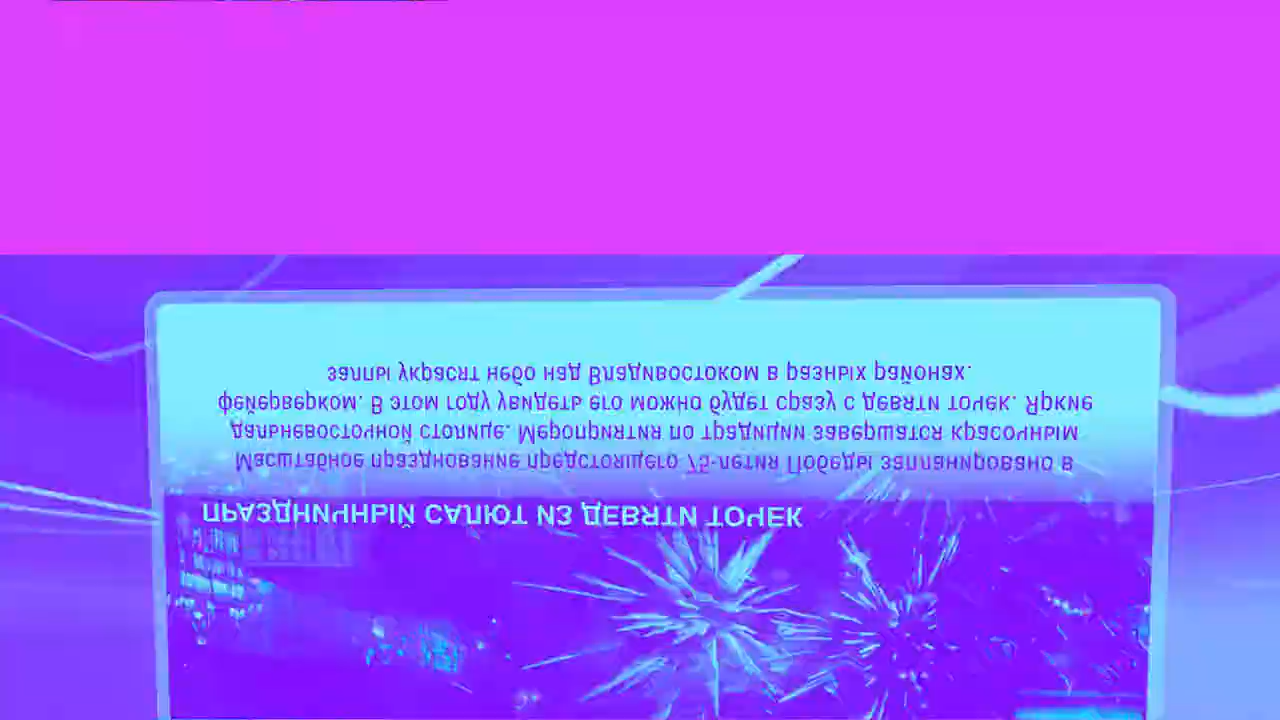 ПРАЗДНИЧНЫЙ САЛЮТ ИЗ ДЕВЯТИ ТОЧЕК
Масштабное празднование предстоящего 75-летия Победы запланировано в
дальневосточной столице. Мероприятия по традиции завершатся красочным
фейерверком. В этом году увидеть его можно будет сразу с девяти точек. Яркие
залпы украсят небо над Владивостоком в разных районах.